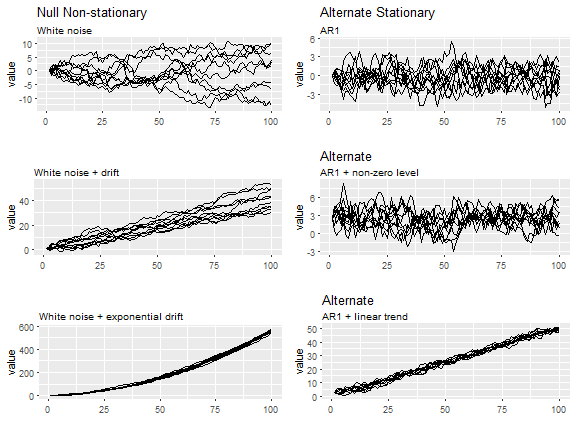 Null Non-stationary
White noise
value
10
5
0
-5
-10
0 25 50 75 100
Alternate Stationary
AR1
value
6
3
0
-3
0 25 50 75 100
White noise + drift
value
40
20
0
0 25 50 75 100
Alternate
AR1 + non-zero level
value
6
3
0
-3
0 25 50 75 100
White noise + exponential drift
value
600
400
200
0
0 25 50 75 100
Alternate
AR1 + linear trend
value
50
40
30
20
10
0
0 25 50 75 100